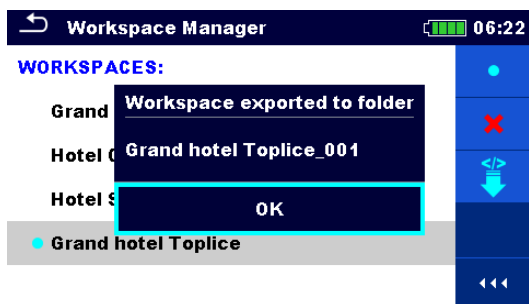 Workspace Manager
06:22
WORKSPACES:
Grand
Workspace exported to folder
Hotel
Grand hotel Toplice_001
Hotel S
OK
Grand hotel Toplice